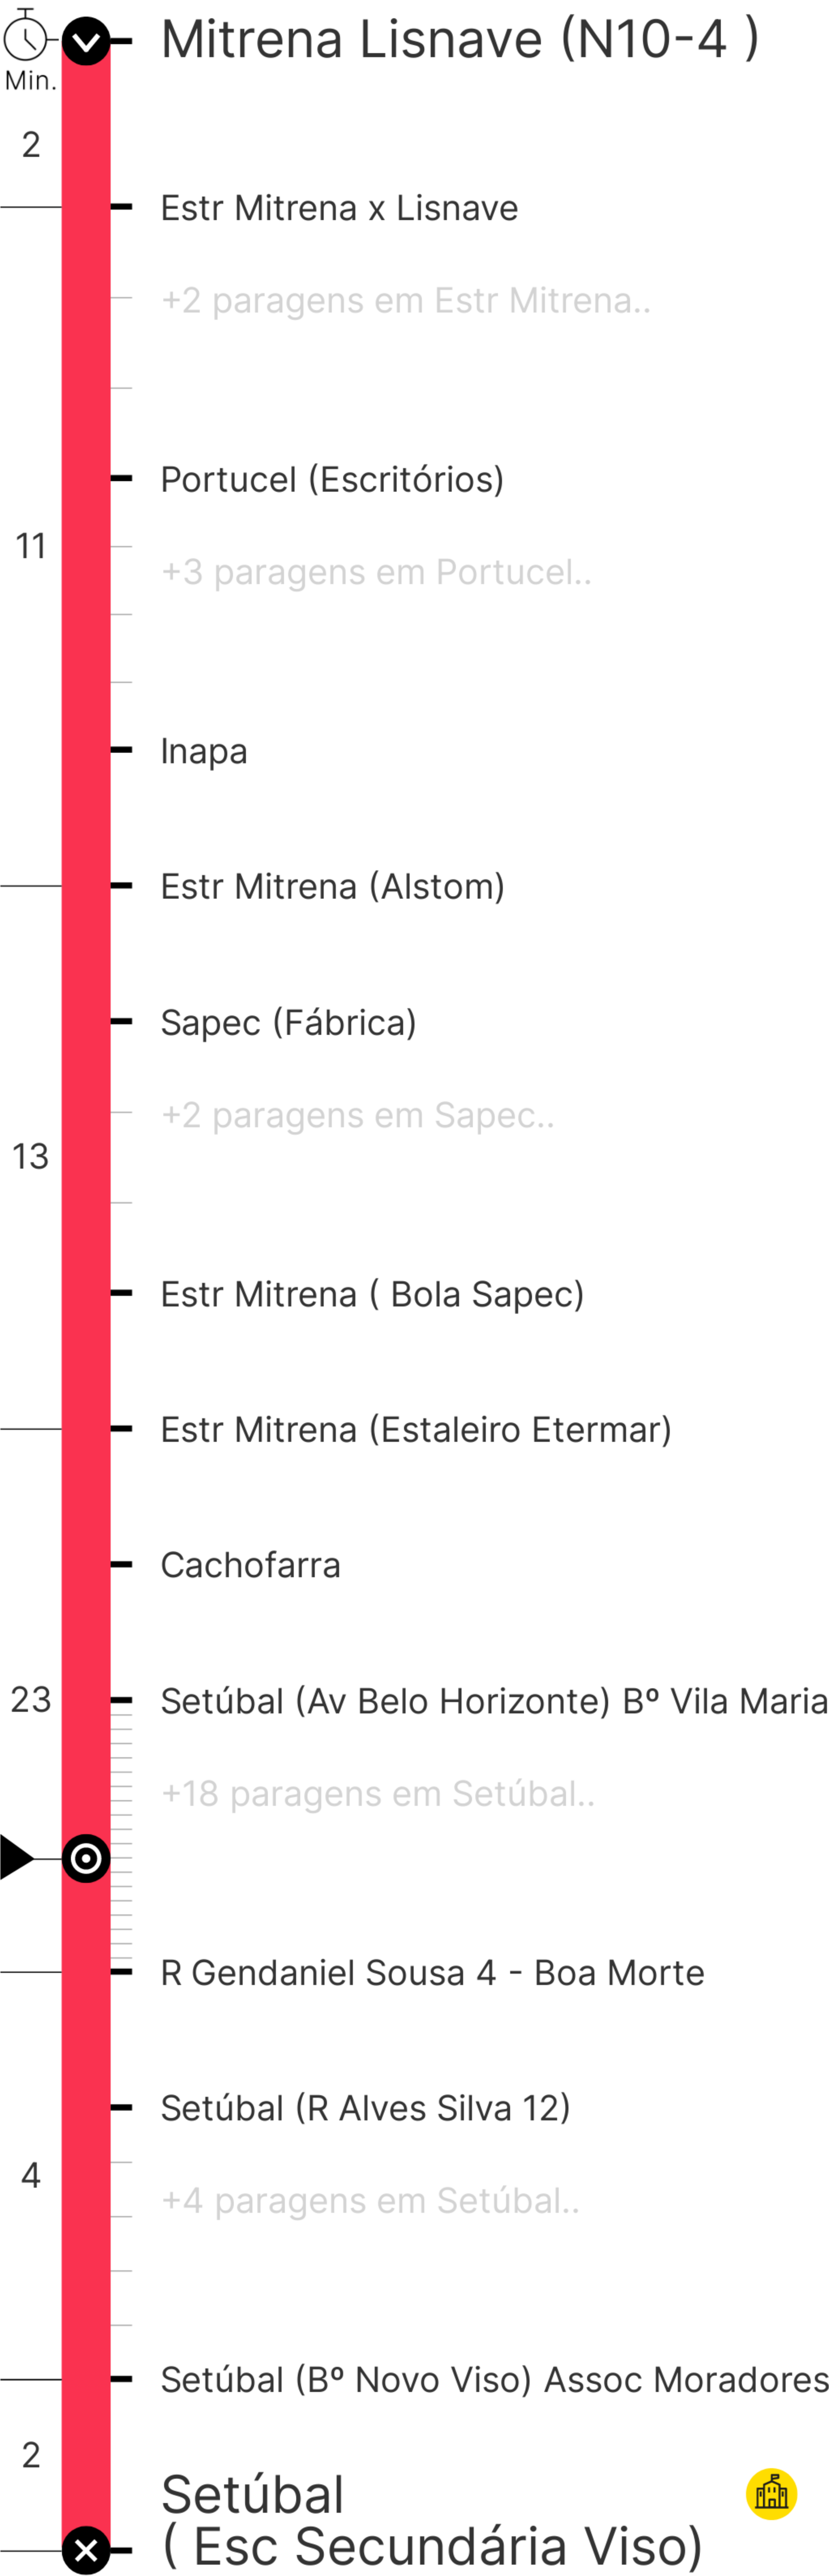 Mitrena Lisnave (N10-4 )
Min.
2
Estr Mitrena x Lisnave
+2 paragens em Estr Mitrena..
Portucel (Escritórios)
11
+3 paragens em Portucel..
Inapa
Estr Mitrena (Alstom)
Sapec (Fábrica)
+2 paragens em Sapec..
13
Estr Mitrena ( Bola Sapec)
Estr Mitrena (Estaleiro Etermar)
Cachofarra
23
Setúbal (Av Belo Horizonte) Bº Vila Maria
+18 paragens em Setúbal..
R Gendaniel Sousa 4 - Boa Morte
Setúbal (R Alves Silva 12)
4
+4 paragens em Setúbal..
Setúbal (Bº Novo Viso) Assoc Moradores
2
Setúbal
( Esc Secundária Viso)